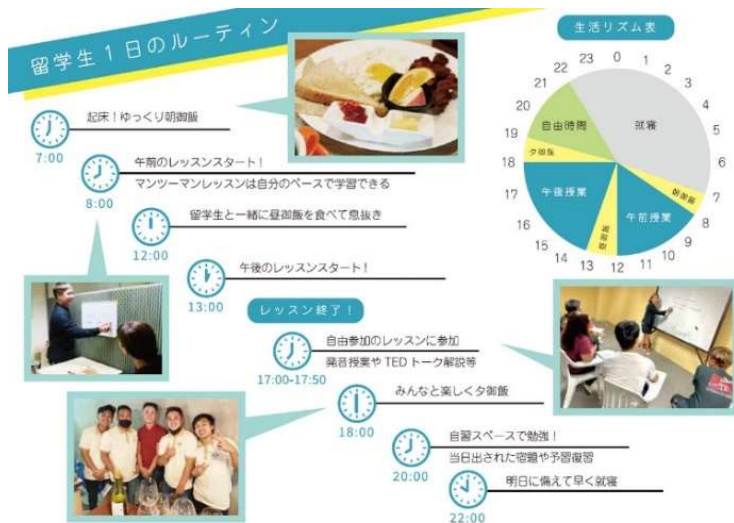 留学生1日のルーティン
7:00
起床！ゆっくり朝御飯
8:00
午前のレッスンスタート！
マンツーマンレッスンは自分のペースで学習できる
12:00
留学生と一緒に昼御飯を食べて息抜き
13:00
午後のレッスンスタート！
レッスン終了！
17:00-17:50
自由参加のレッスンに参加
発音授業やTEDトーク解説等
18:00
みんなと楽しく夕御飯
20:00
自習スペースで勉強！
当日出された宿題や予習復習
22:00
明日に備えて早く就寝
生活リズム表
0
1
2
3
4
5
6
7
8
9
10
11
12
13
14
15
16
17
18
19
20
21
22
23
就寝
朝御飯
午前授業
昼御飯
午後授業
夕御飯
自由時間